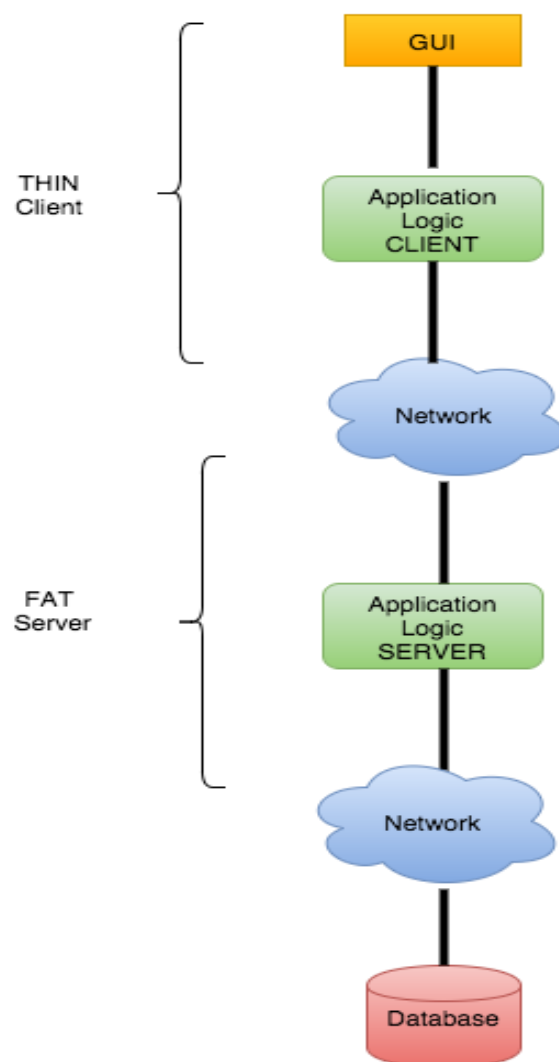 GUI
THIN
Client
Application
Logic
CLIENT
Network
FAT
Server
Application
Logic
SERVER
Network
Database